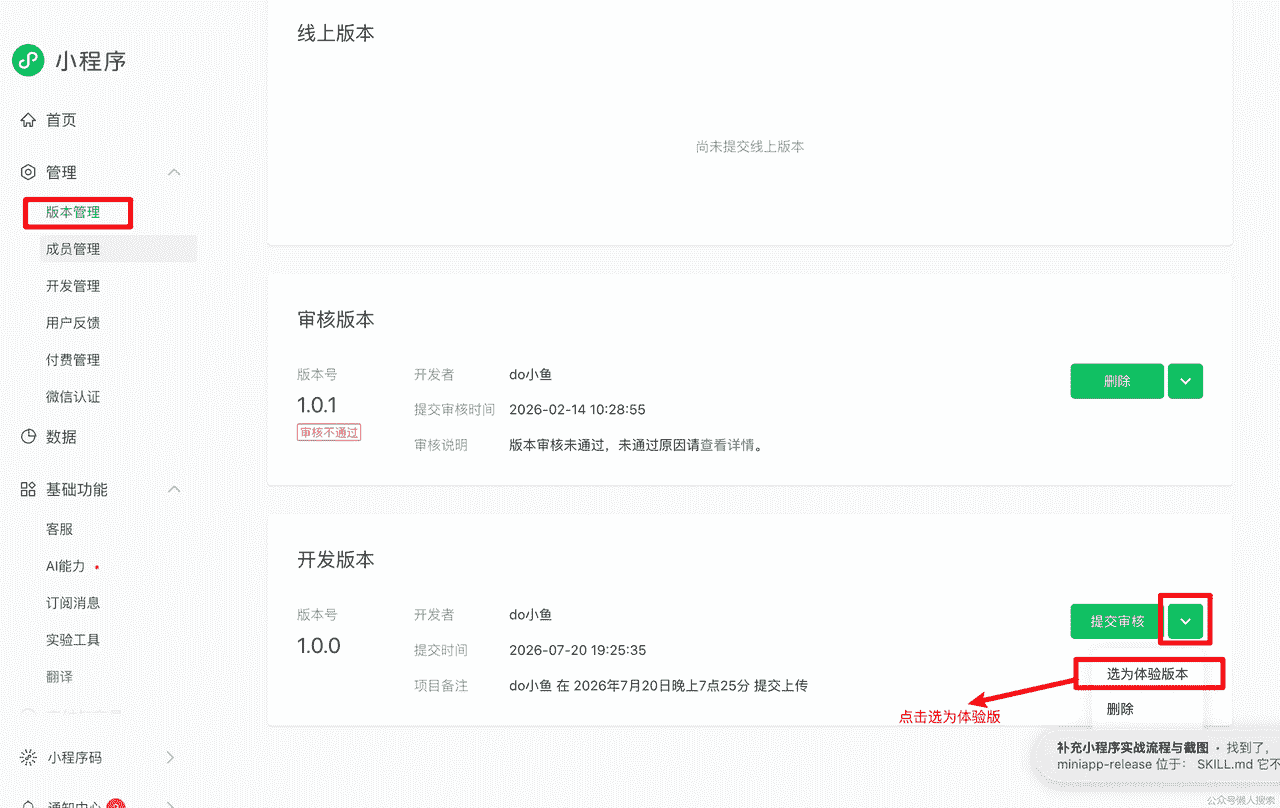 小程序
首页
管理
版本管理
成员管理
开发管理
用户反馈
付费管理
微信认证
数据
基础功能
客服
AI能力
订阅消息
实验工具
翻译
小程序码
通知中心
线上版本
尚未提交线上版本
审核版本
版本号
1.0.1
审核不通过
开发者 do小鱼
提交审核时间 2026-02-14 10:28:55
审核说明 版本审核未通过，未通过原因请查看详情。
删除
开发版本
版本号
1.0.0
开发者 do小鱼
提交时间 2026-07-20 19:25:35
项目备注 do小鱼 在 2026年7月20日晚上7点25分 提交上传
提交审核
选为体验版本
删除
点击选为体验版
补充小程序实战流程与截图 · 找到了，
miniapp-release 位于： SKILL.md 它不
公众号懒人搜索